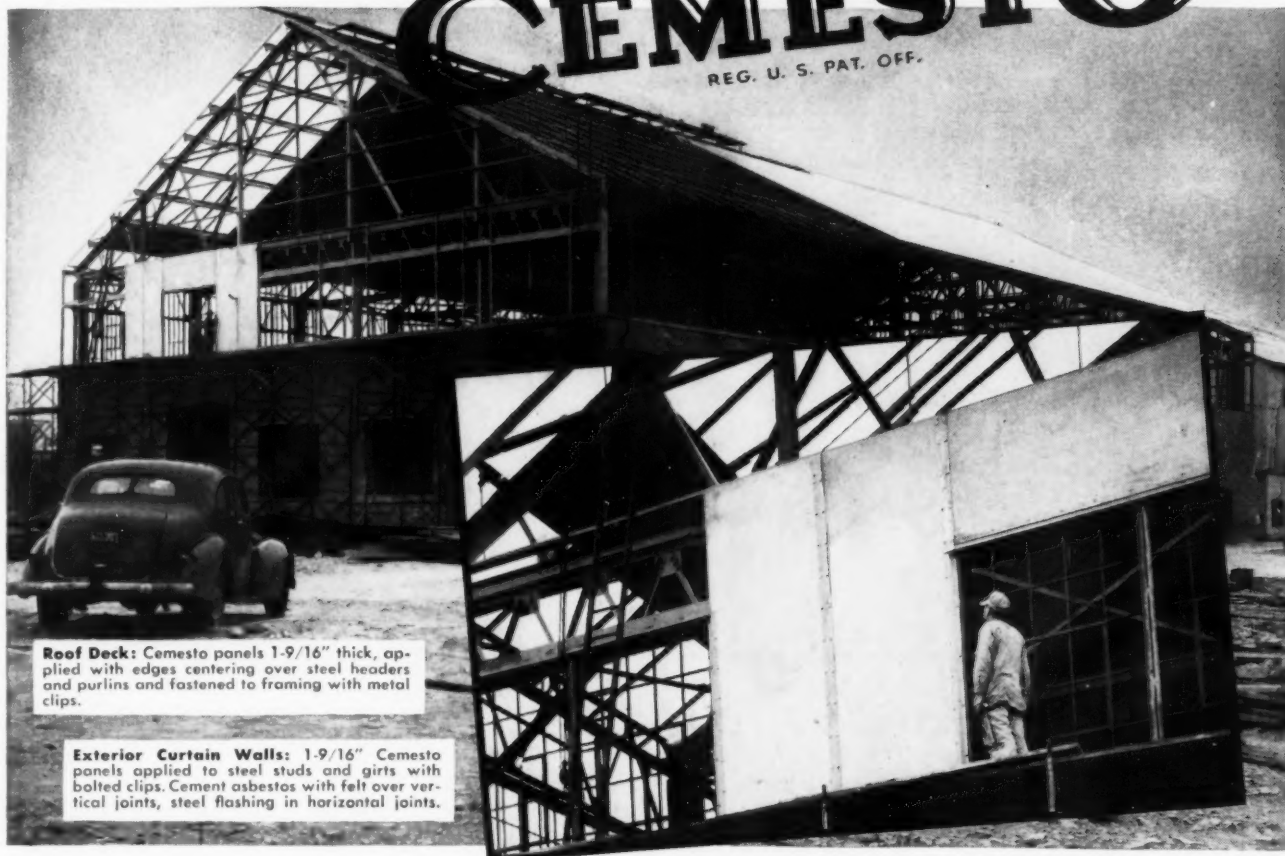 CEMESTO
REG. U. S. PAT. OFF.
Roof Deck: Cemesto panels 1-9/16" thick, ap-
plied with edges centering over steel headers
and purlins and fastened to framing with metal
clips.
Exterior Curtain Walls: 1-9/16" Cemesto
panels applied to steel studs and girts with
bolted clips. Cement asbestos with felt over ver-
tical joints, steel flashing in horizontal joints.